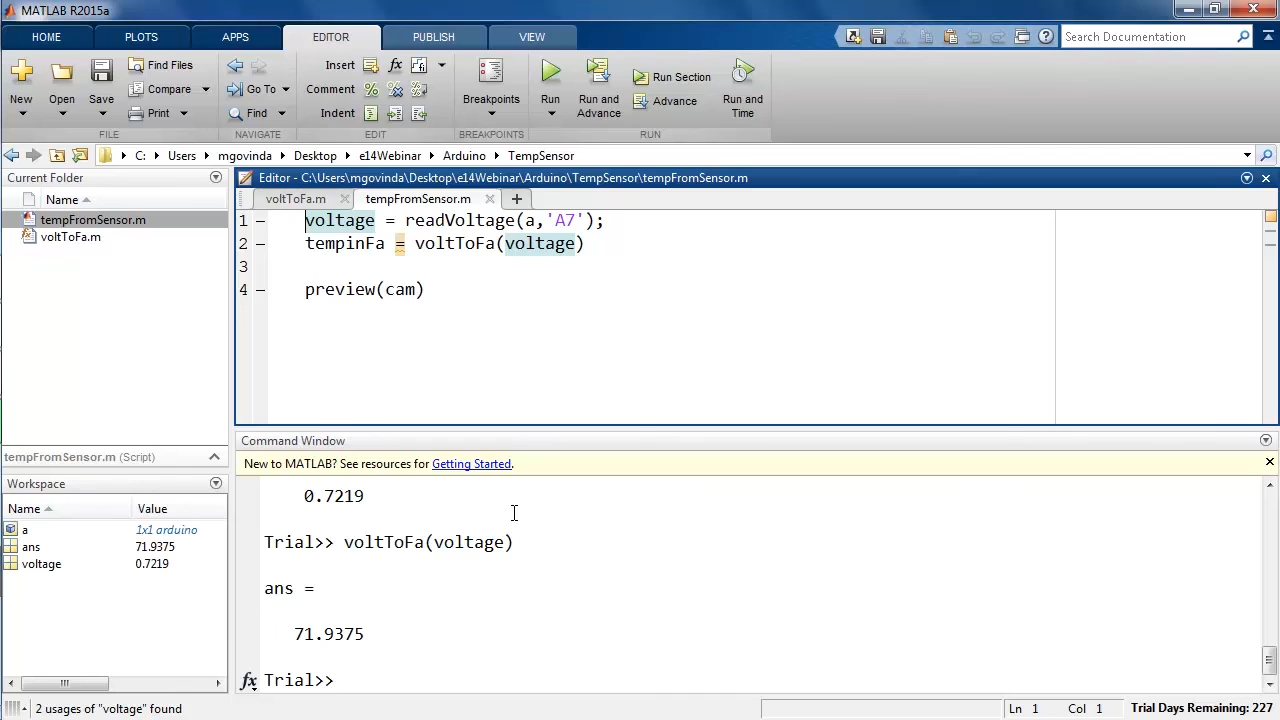 MATLAB R2015a
HOME PLOTS APPS EDITOR PUBLISH VIEW Search Documentation
New Open Save Find Files Compare Print Go To Find Insert Comment Indent fx Breakpoints Run Run and Advance Run Section Advance Run and Time
FILE NAVIGATE EDIT BREAKPOINTS RUN
C: Users mgovinda Desktop e14Webinar Arduino TempSensor
Current Folder
Name
tempFromSensor.m
voltToFa.m
tempFromSensor.m (Script)
Workspace
Name Value
a 1x1 arduino
ans 71.9375
voltage 0.7219
Editor - C:\Users\mgovinda\Desktop\e14Webinar\Arduino\TempSensor\tempFromSensor.m
voltToFa.m tempFromSensor.m
1 voltage = readVoltage(a,'A7');
2 tempinFa = voltToFa(voltage)
3
4 preview(cam)
Command Window
New to MATLAB? See resources for Getting Started.
0.7219
Trial>> voltToFa(voltage)
ans =
71.9375
fx Trial>>
2 usages of "voltage" found Ln 1 Col 1 Trial Days Remaining: 227